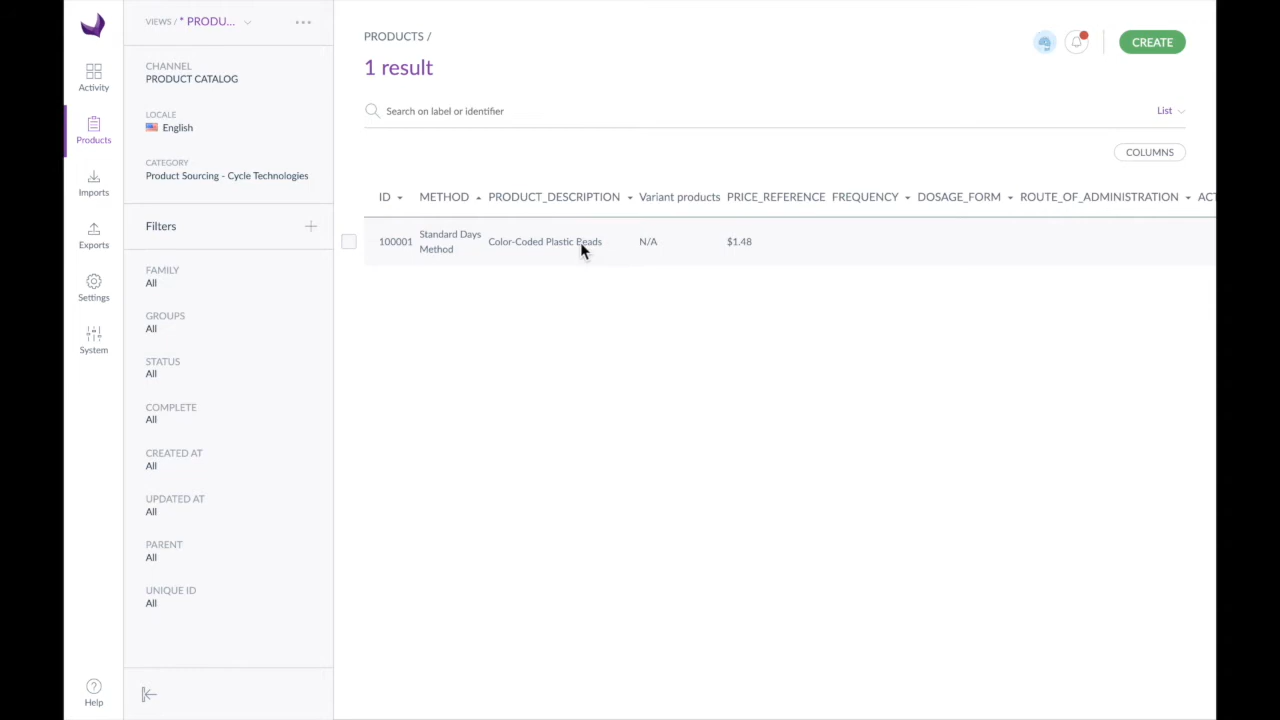 VIEWS / * PRODU...
CHANNEL
PRODUCT CATALOG
LOCALE
English
CATEGORY
Product Sourcing - Cycle Technologies
Filters
FAMILY
All
GROUPS
All
STATUS
All
COMPLETE
All
CREATED AT
All
UPDATED AT
All
PARENT
All
UNIQUE ID
All
Activity
Products
Imports
Exports
Settings
System
Help
PRODUCTS /
CREATE
1 result
Search on label or identifier
List
COLUMNS
ID METHOD PRODUCT_DESCRIPTION Variant products PRICE_REFERENCE FREQUENCY DOSAGE_FORM ROUTE_OF_ADMINISTRATION ACT
100001 Standard Days Method Color-Coded Plastic Beads N/A $1.48